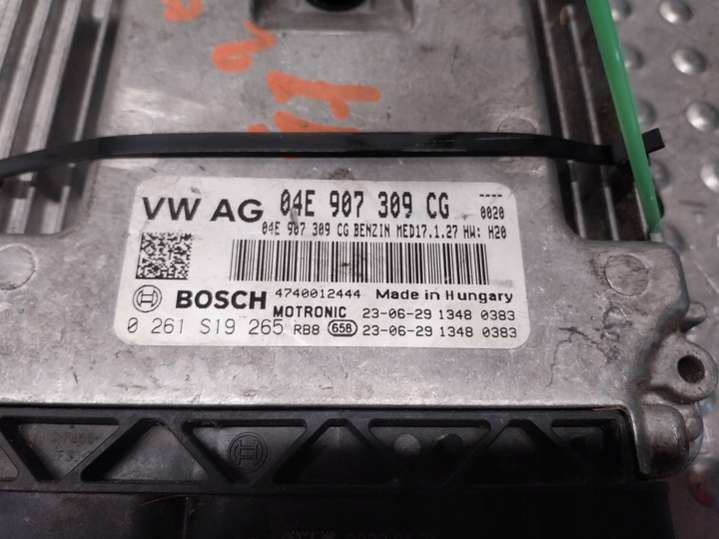 VW AG 04E 907 309 CG ----
0020
04E 907 309 CG BENZIN MED17.1.27 HW: H20
BOSCH 4740012444 Made in Hungary
MOTRONIC 23-06-29 1348 0383
0 261 S19 265 RB8 658 23-06-29 1348 0383